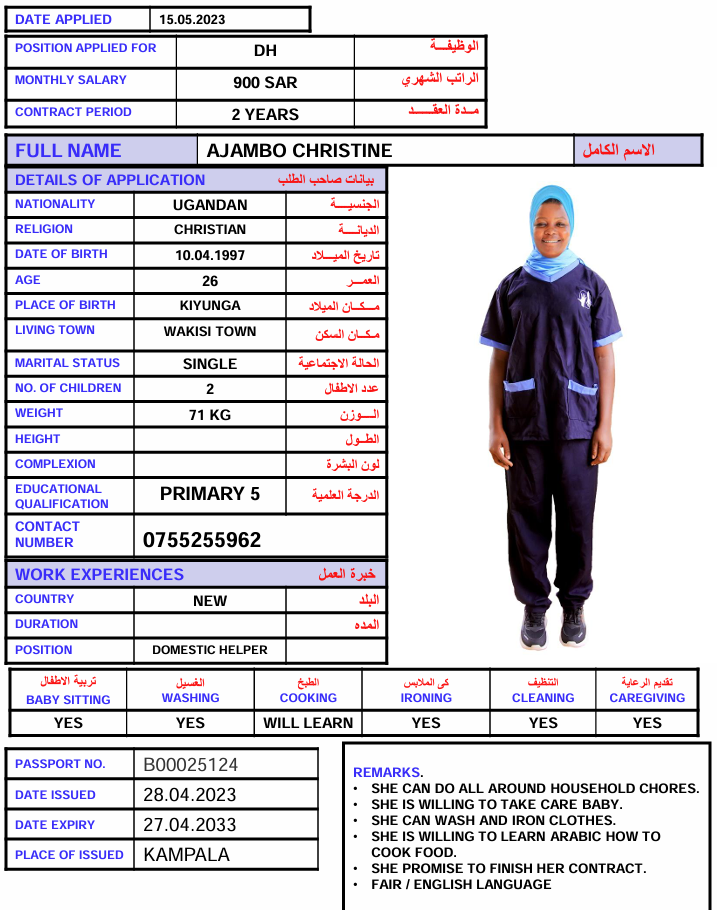 DATE APPLIED 15.05.2023
POSITION APPLIED FOR DH الوظيفـــة
MONTHLY SALARY 900 SAR الراتب الشهري
CONTRACT PERIOD 2 YEARS مــدة العقــــد
FULL NAME AJAMBO CHRISTINE الاسم الكامل
DETAILS OF APPLICATION بيانات صاحب الطلب
NATIONALITY UGANDAN الجنسيـــة
RELIGION CHRISTIAN الديانــــة
DATE OF BIRTH 10.04.1997 تاريخ الميـــلاد
AGE 26 العمـــر
PLACE OF BIRTH KIYUNGA مـــكـــان الميلاد
LIVING TOWN WAKISI TOWN مـكــان السكن
MARITAL STATUS SINGLE الحالة الاجتماعية
NO. OF CHILDREN 2 عدد الاطفال
WEIGHT 71 KG الــــوزن
HEIGHT الطــول
COMPLEXION لون البشرة
EDUCATIONAL QUALIFICATION PRIMARY 5 الدرجة العلمية
CONTACT NUMBER 0755255962
WORK EXPERIENCES خبرة العمل
COUNTRY NEW البلد
DURATION المده
POSITION DOMESTIC HELPER
تربية الاطفال الغسيل الطبخ كى الملابس التنظيف تقديم الرعاية
BABY SITTING WASHING COOKING IRONING CLEANING CAREGIVING
YES YES WILL LEARN YES YES YES
PASSPORT NO. B00025124
DATE ISSUED 28.04.2023
DATE EXPIRY 27.04.2033
PLACE OF ISSUED KAMPALA
REMARKS.
• SHE CAN DO ALL AROUND HOUSEHOLD CHORES.
• SHE IS WILLING TO TAKE CARE BABY.
• SHE CAN WASH AND IRON CLOTHES.
• SHE IS WILLING TO LEARN ARABIC HOW TO
COOK FOOD.
• SHE PROMISE TO FINISH HER CONTRACT.
• FAIR / ENGLISH LANGUAGE